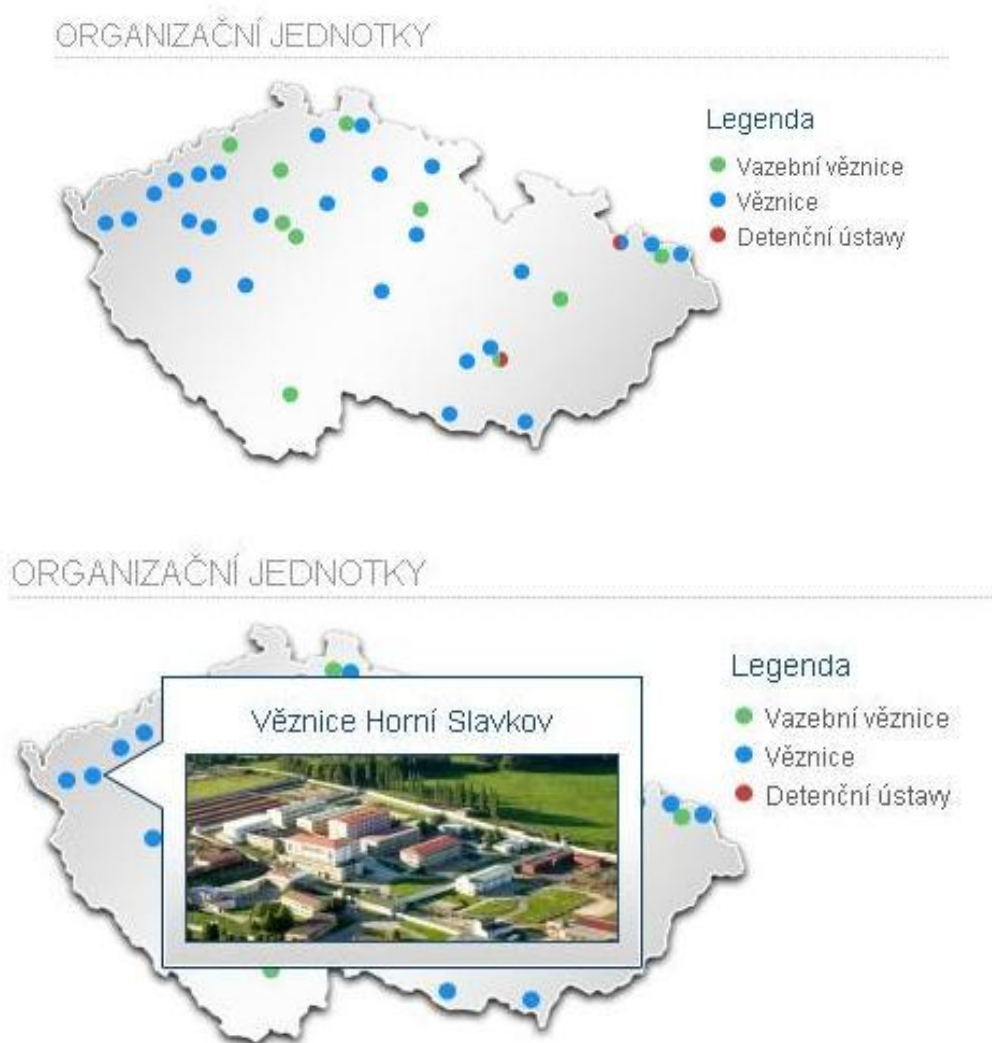 ORGANIZAČNÍ JEDNOTKY
Legenda
Vazební věznice
Věznice
Detenční ústavy
ORGANIZAČNÍ JEDNOTKY
Věznice Horní Slavkov
Legenda
Vazební věznice
Věznice
Detenční ústavy